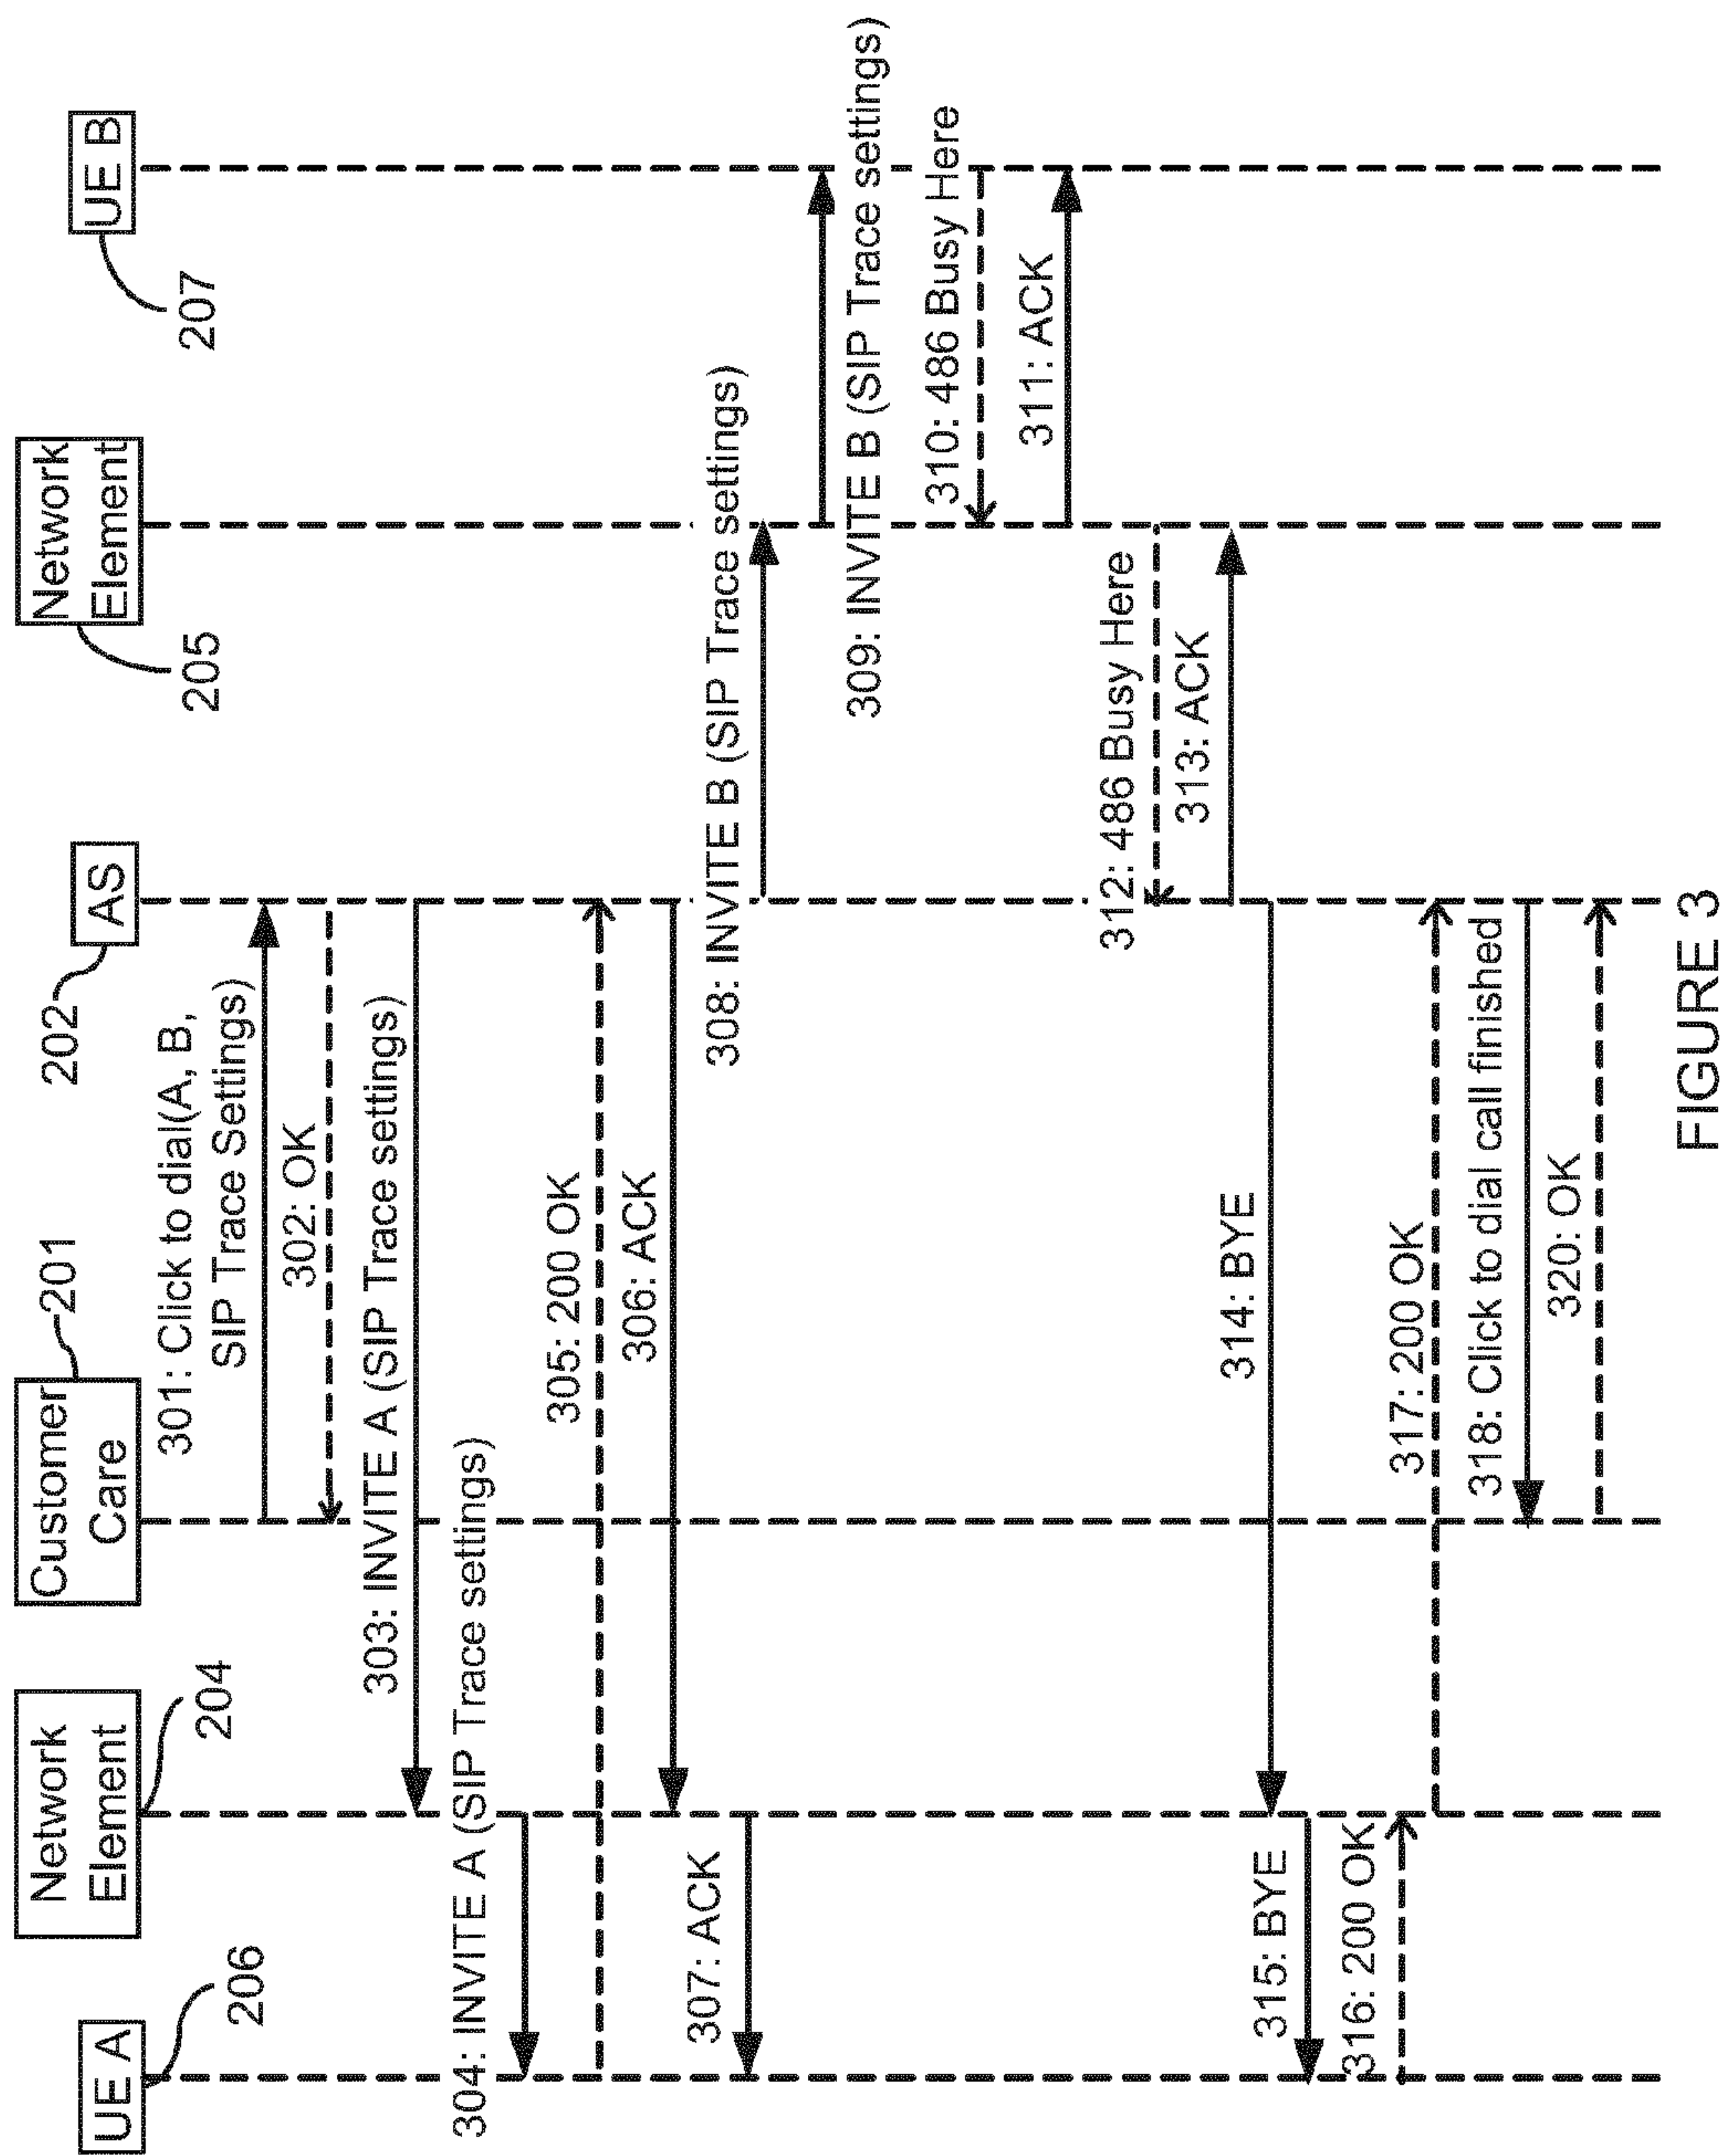 UE A
206
Network
Element
204
Customer
Care
201
AS
202
Network
Element
205
UE B
207
301: Click to dial(A, B,
SIP Trace Settings)
302: OK
303: INVITE A (SIP Trace settings)
304: INVITE A (SIP Trace settings)
305: 200 OK
306: ACK
307: ACK
308: INVITE B (SIP Trace settings)
309: INVITE B (SIP Trace settings)
310: 486 Busy Here
311: ACK
312: 486 Busy Here
313: ACK
314: BYE
315: BYE
316: 200 OK
317: 200 OK
318: Click to dial call finished
320: OK
FIGURE 3